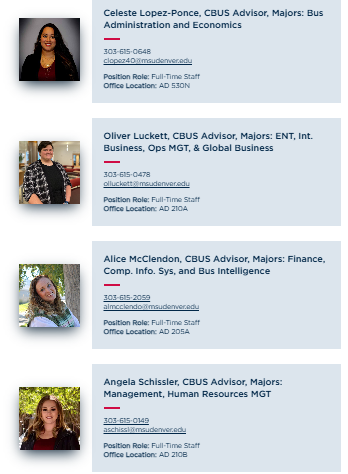 Celeste Lopez-Ponce, CBUS Advisor, Majors: Bus
Administration and Economics
303-615-0648
clopez40@msudenver.edu
Position Role: Full-Time Staff
Office Location: AD 530N
Oliver Luckett, CBUS Advisor, Majors: ENT, Int.
Business, Ops MGT, & Global Business
303-615-0478
olluckett@msudenver.edu
Position Role: Full-Time Staff
Office Location: AD 210A
Alice McClendon, CBUS Advisor, Majors: Finance,
Comp. Info. Sys, and Bus Intelligence
303-615-2059
almcclendo@msudenver.edu
Position Role: Full-Time Staff
Office Location: AD 205A
Angela Schissler, CBUS Advisor, Majors:
Management, Human Resources MGT
303-615-0149
aschissl@msudenver.edu
Position Role: Full-Time Staff
Office Location: AD 210B